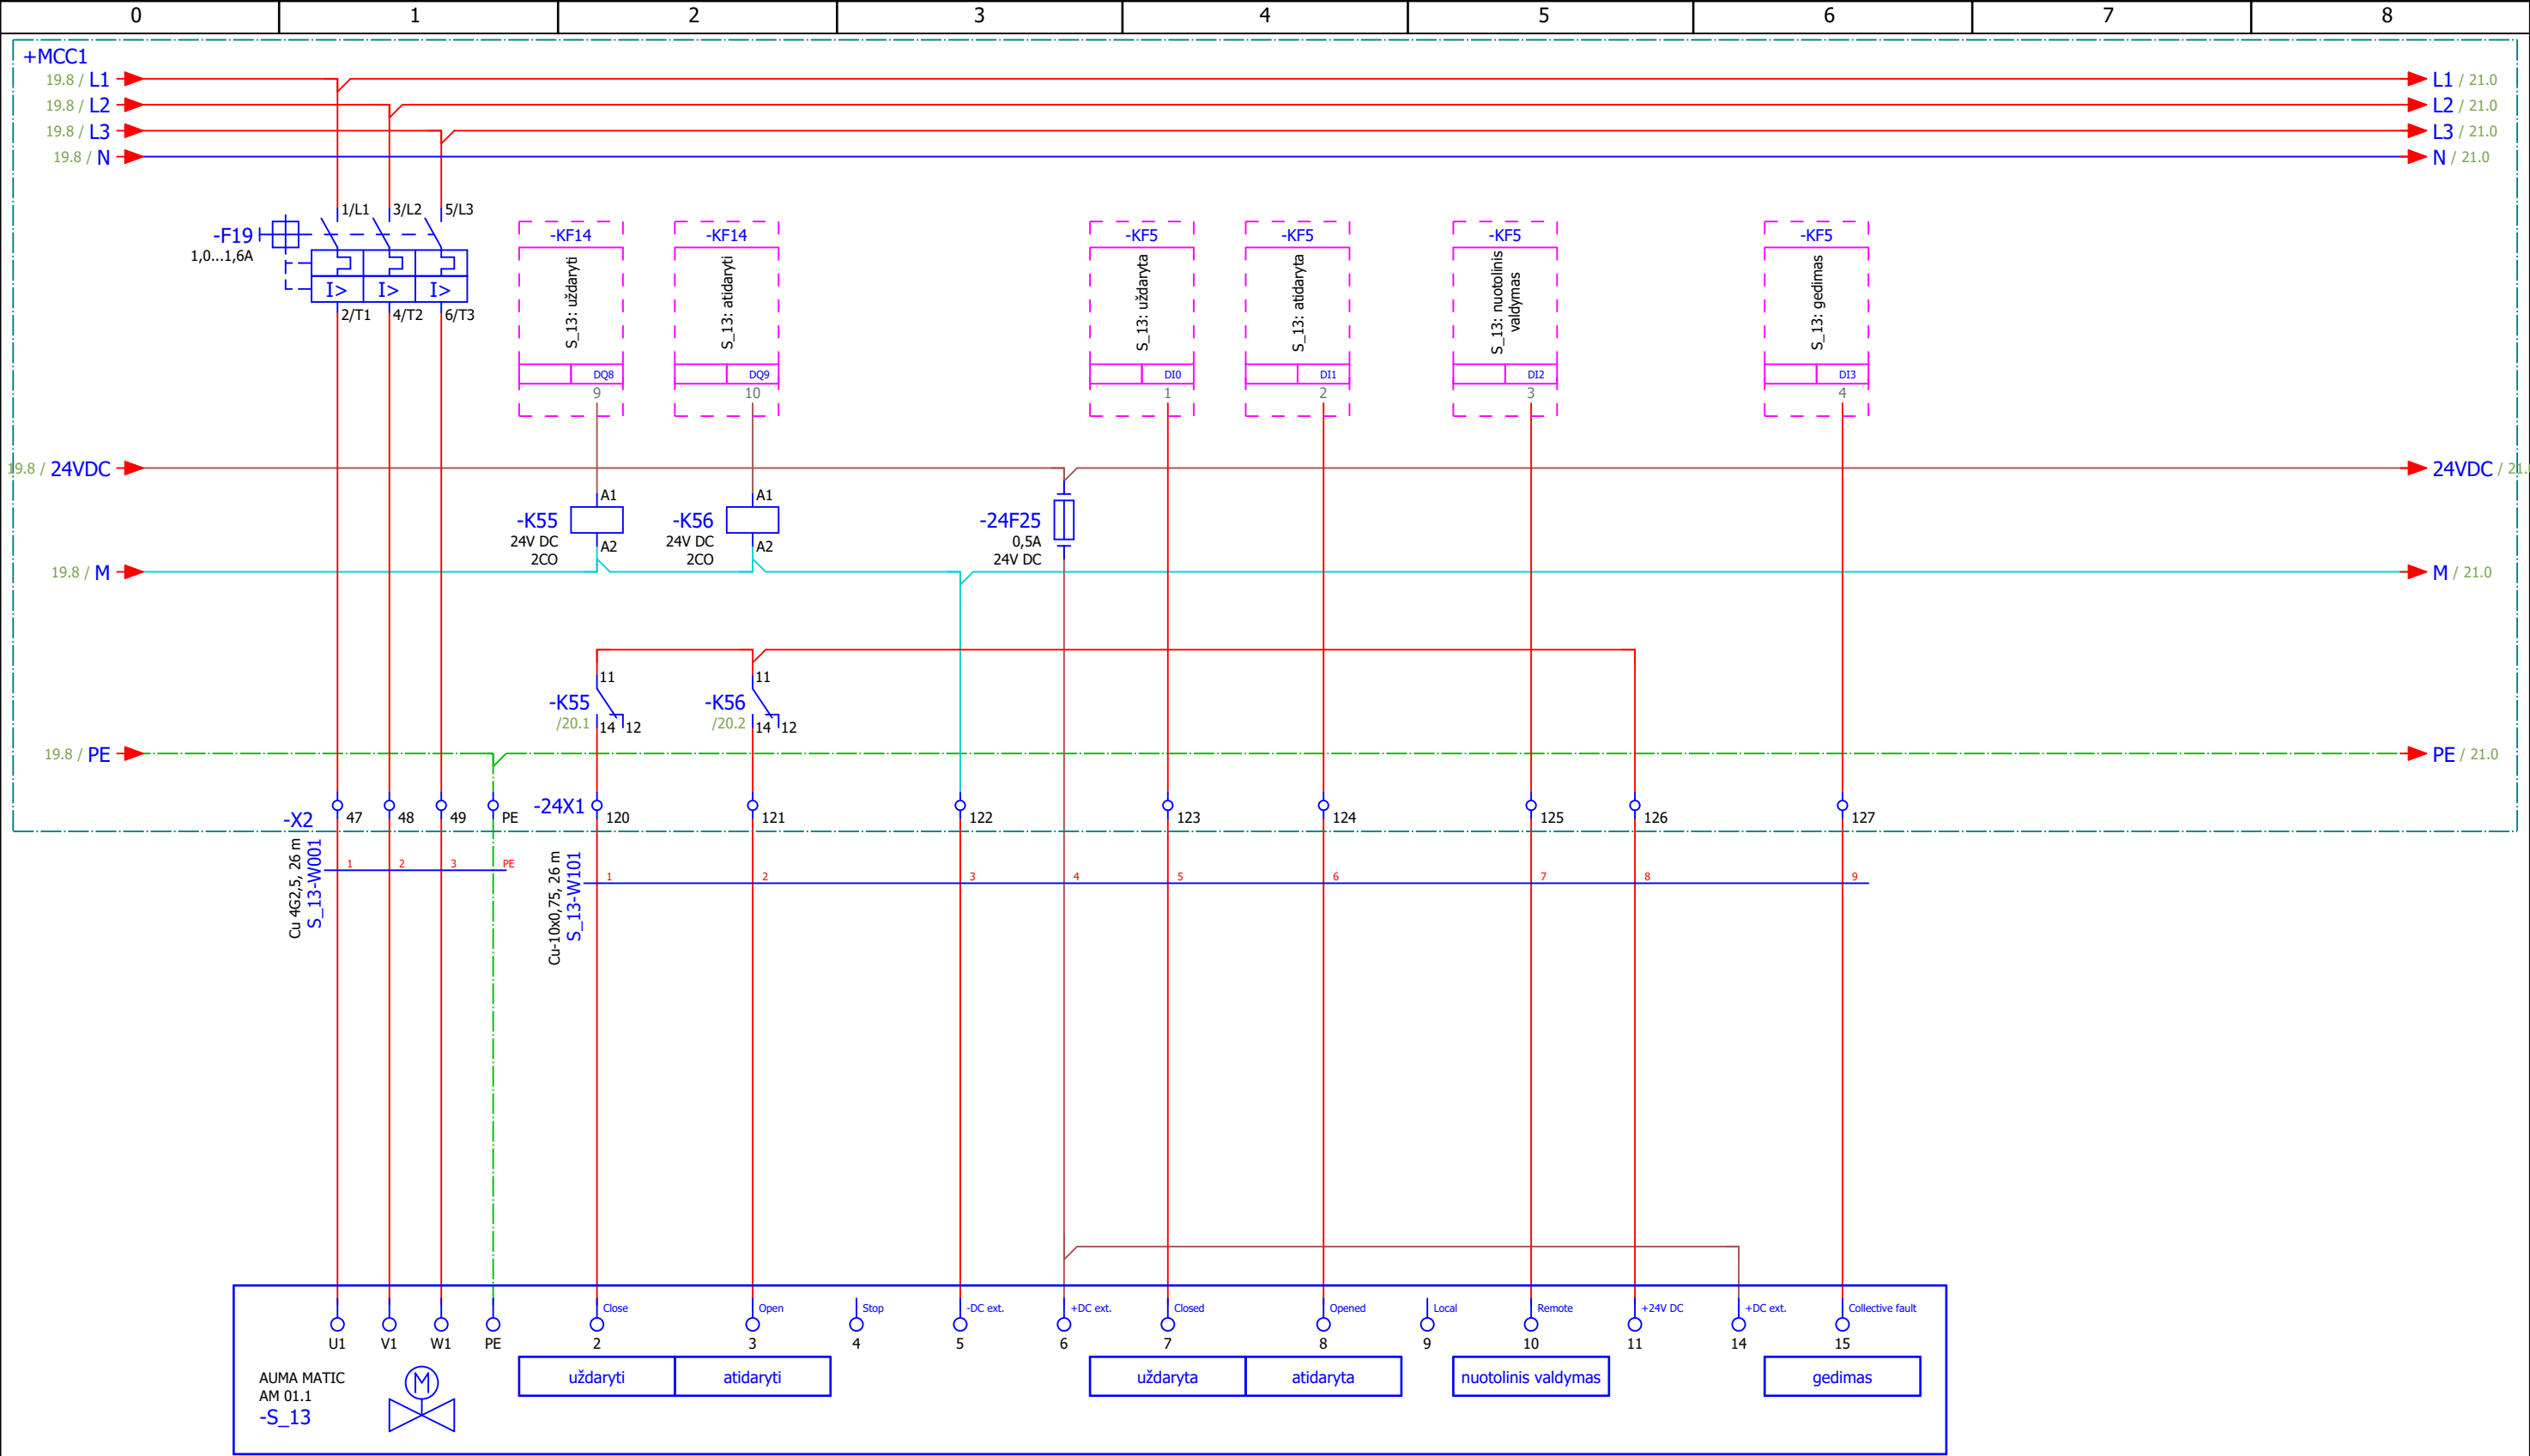 0 1 2 3 4 5 6 7 8
+MCC1
19.8 / L1 L1 / 21.0
19.8 / L2 L2 / 21.0
19.8 / L3 L3 / 21.0
19.8 / N N / 21.0
1/L1 3/L2 5/L3
-F19
1,0...1,6A
I> I> I>
2/T1 4/T2 6/T3
-KF14 -KF14 -KF5 -KF5 -KF5 -KF5
S_13: uždaryti
S_13: atidaryti
S_13: uždaryta
S_13: atidaryta
S_13: nuotolinis
valdymas
S_13: gedimas
DQ8 DQ9 DI0 DI1 DI2 DI3
9 10 1 2 3 4
19.8 / 24VDC 24VDC / 21.
A1 A1
-K55 -K56 -24F25
24V DC 24V DC 0,5A
A2 A2
2CO 2CO 24V DC
19.8 / M M / 21.0
11 11
-K55 -K56
/20.1 14 12 /20.2 14 12
19.8 / PE PE / 21.0
-X2 47 48 49 PE -24X1 120 121 122 123 124 125 126 127
Cu 4G2,5, 26 m
S_13-W001
1 2 3 PE
Cu-10x0,75, 26 m
S_13-W101
1 2 3 4 5 6 7 8 9
Close Open Stop -DC ext. +DC ext. Closed Opened Local Remote +24V DC +DC ext. Collective fault
U1 V1 W1 PE 2 3 4 5 6 7 8 9 10 11 14 15
AUMA MATIC
AM 01.1
-S_13
M
uždaryti atidaryti uždaryta atidaryta nuotolinis valdymas gedimas